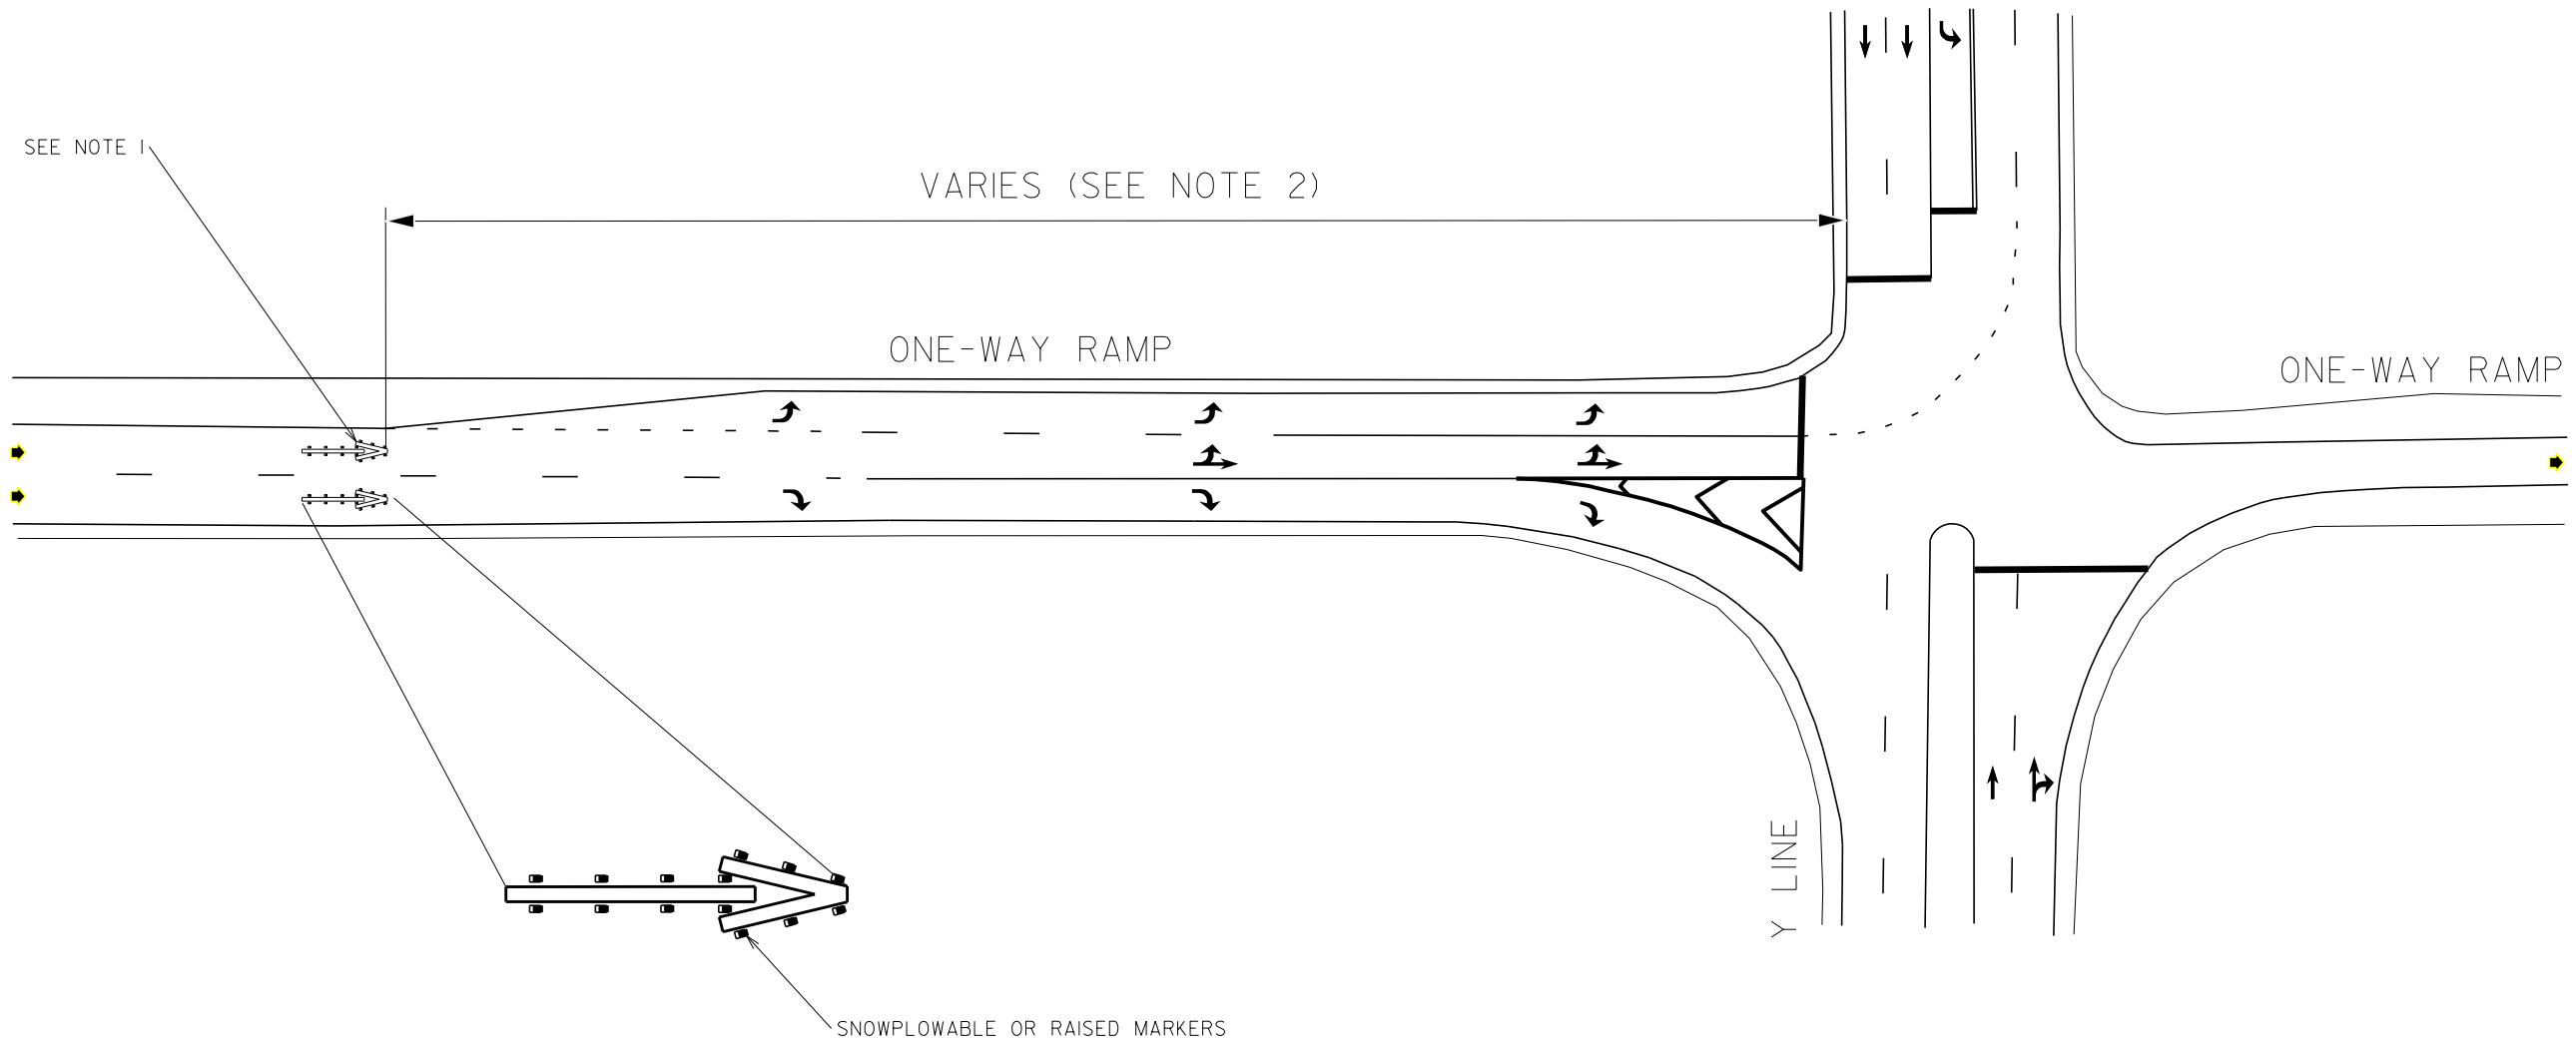 SEE NOTE 1
VARIES (SEE NOTE 2)
ONE-WAY RAMP
ONE-WAY RAMP
Y LINE
SNOWPLOWABLE OR RAISED MARKERS